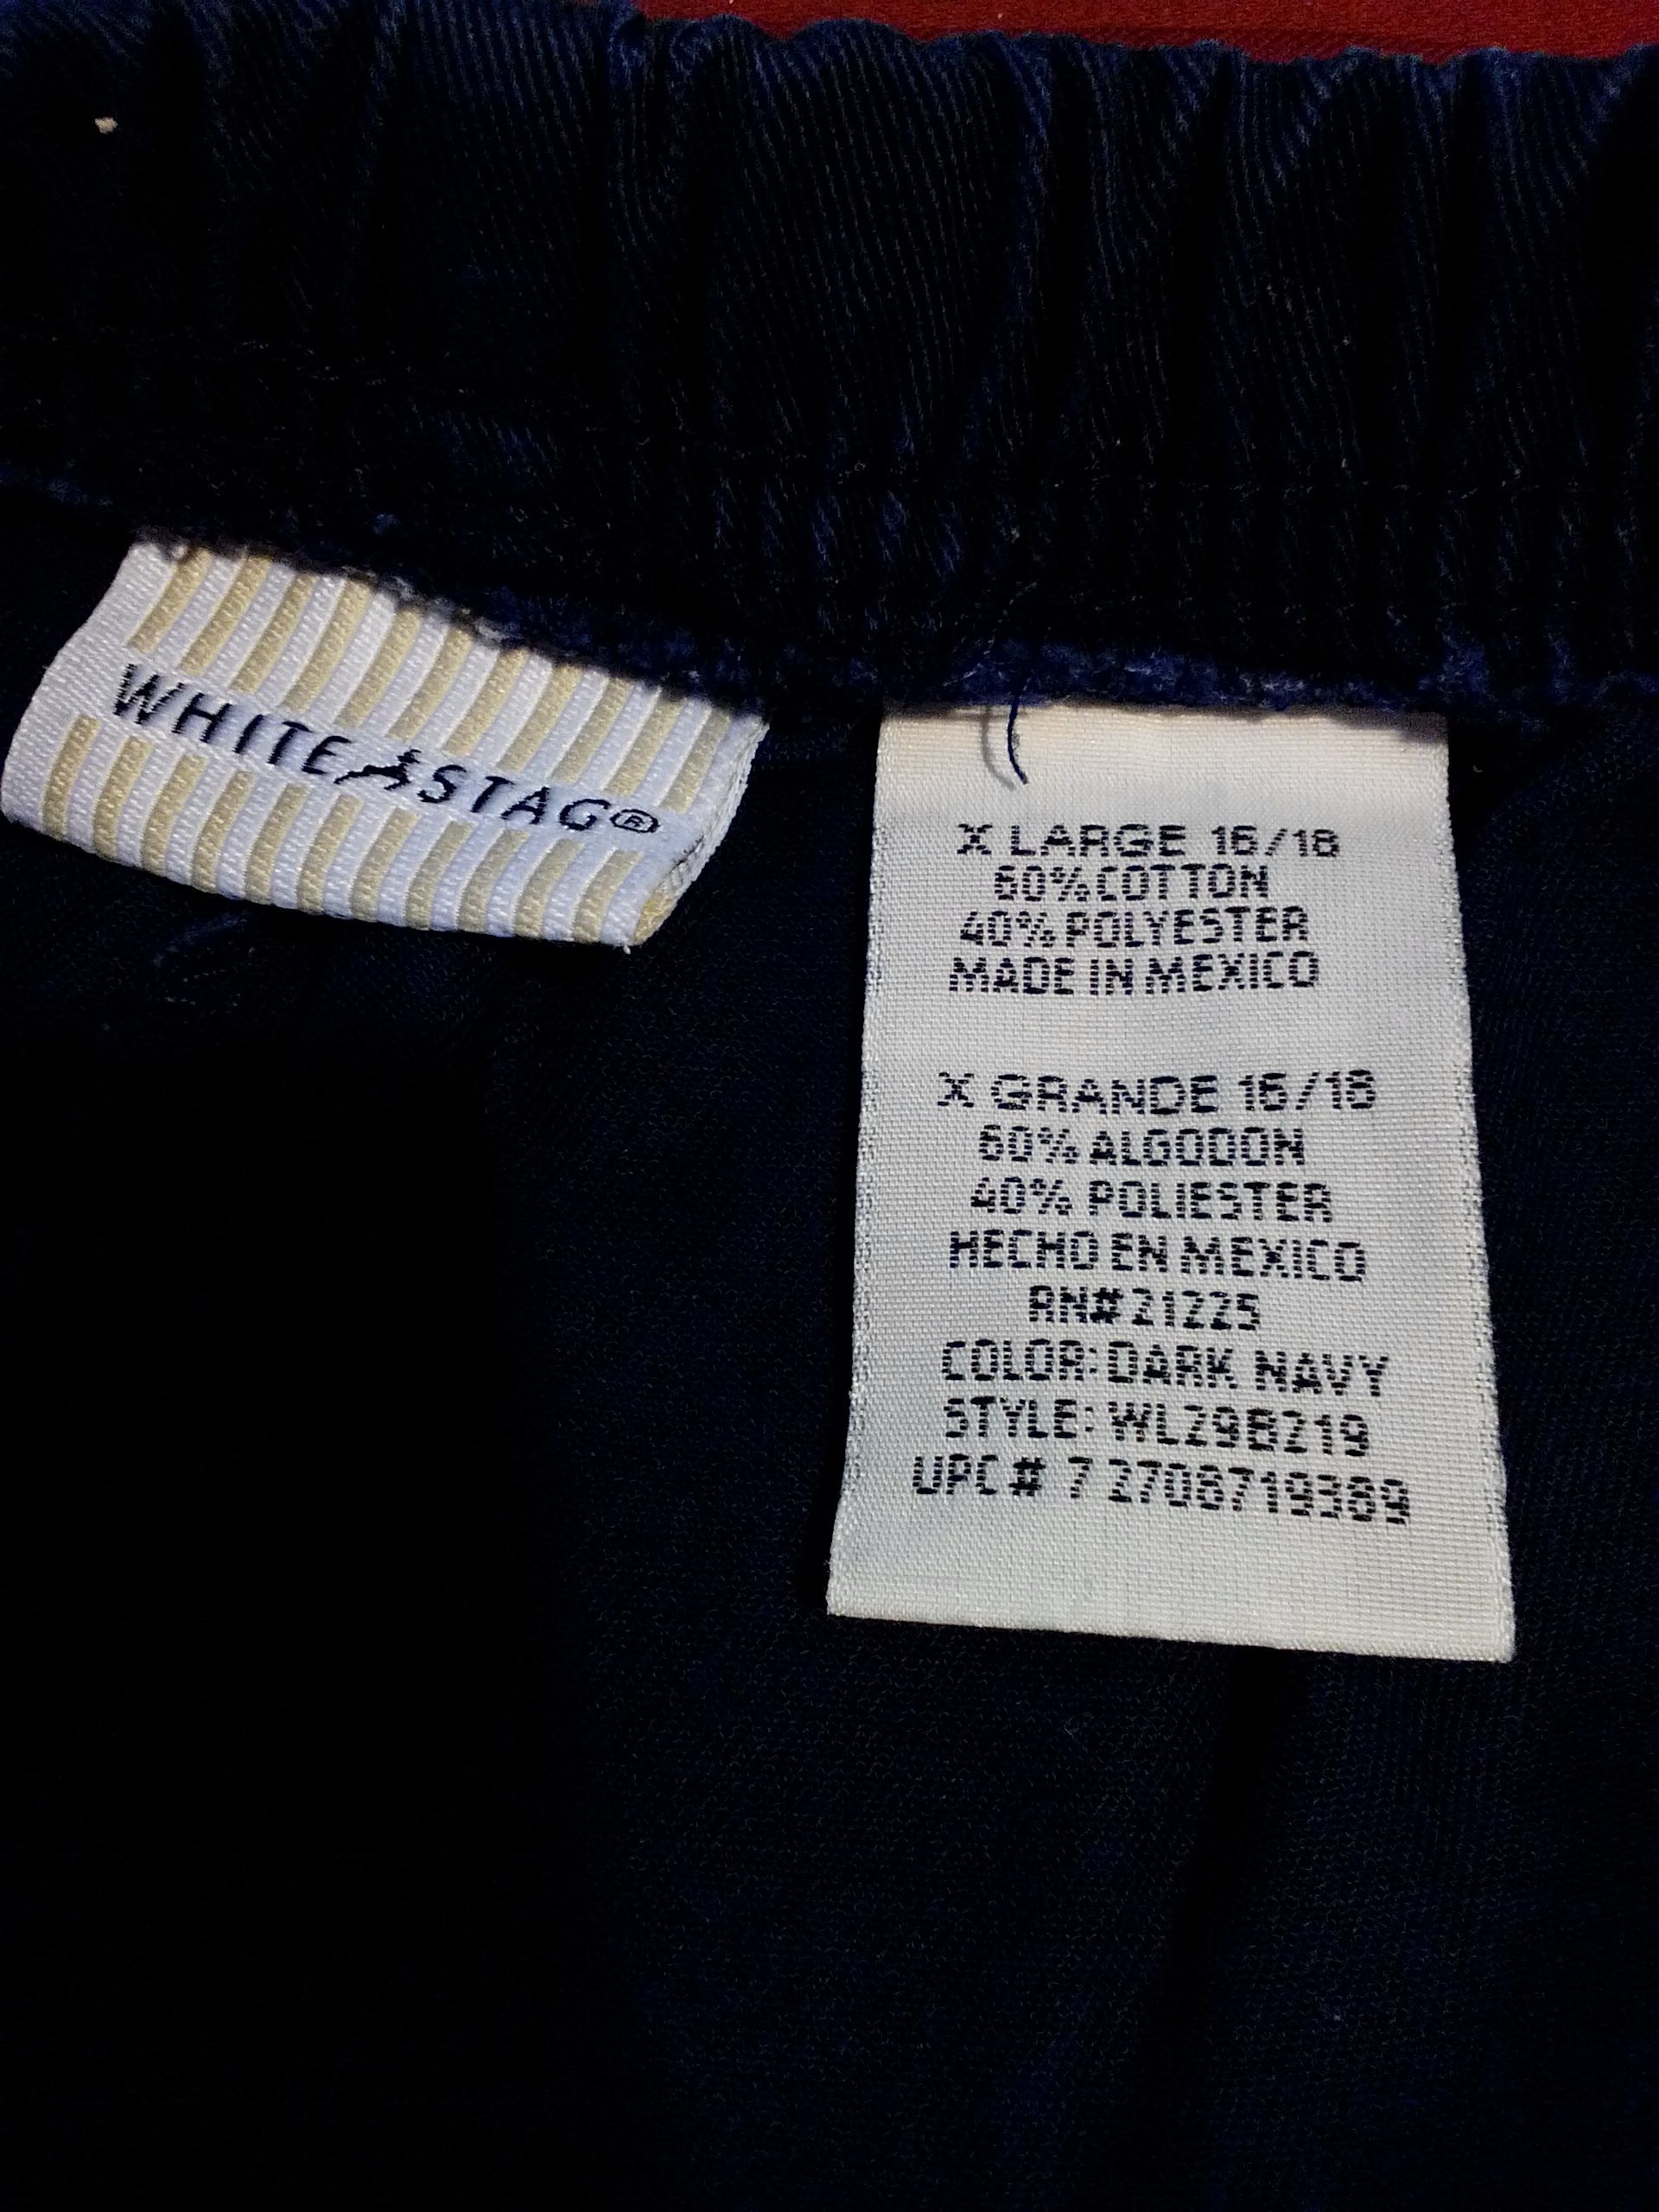 WHITE STAG®
X LARGE 16/18
60% COTTON
40% POLYESTER
MADE IN MEXICO
X GRANDE 16/18
60% ALGODON
40% POLIESTER
HECHO EN MEXICO
RN# 21225
COLOR: DARK NAVY
STYLE: WL29B219
UPC# 7 2708719389